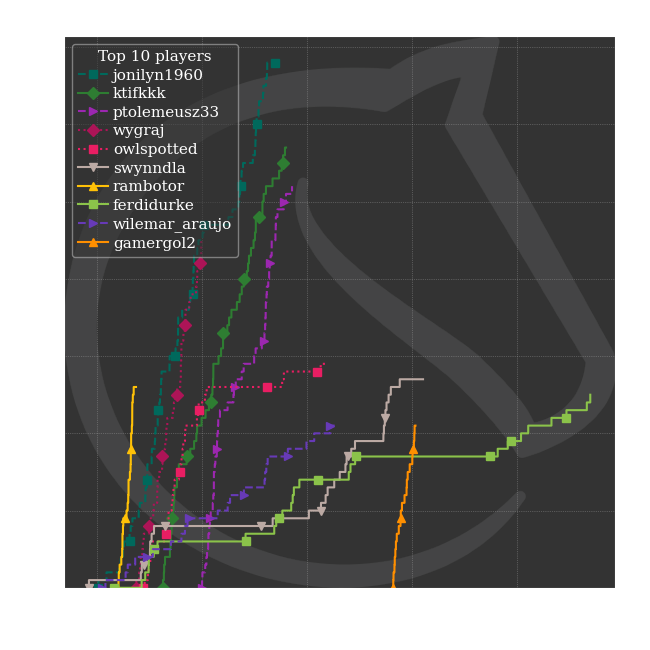 Top 10 players
jonilyn1960
ktifkkk
ptolemeusz33
wygraj
owlspotted
swynndla
rambotor
ferdidurke
wilemar_araujo
gamergol2